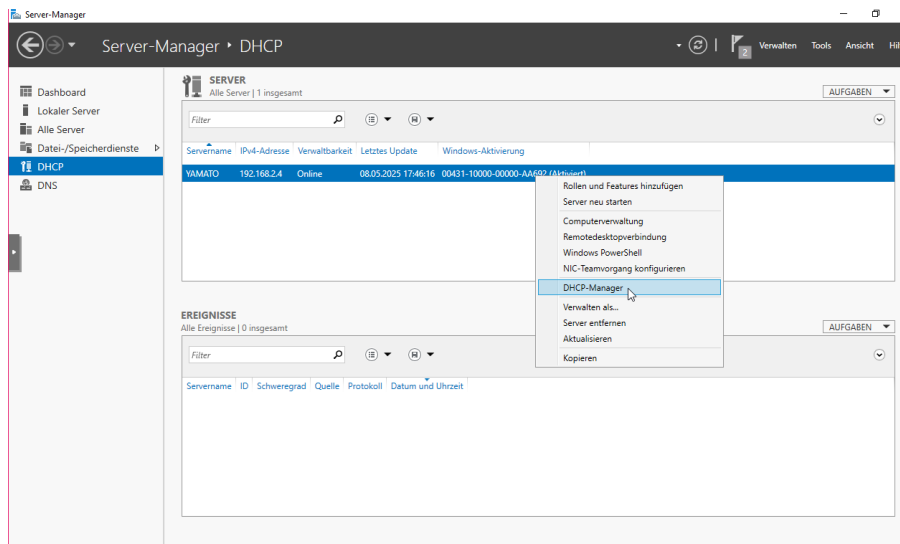 Server-Manager
Server-Manager • DHCP
2 Verwalten Tools Ansicht
Dashboard
Lokaler Server
Alle Server
Datei-/Speicherdienste
DHCP
DNS
SERVER
Alle Server | 1 insgesamt
AUFGABEN
Filter
Servername IPv4-Adresse Verwaltbarkeit Letztes Update Windows-Aktivierung
YAMATO 192.168.2.4 Online 08.05.2025 17:46:16 00431-10000-00000-AA692 (Aktiviert)
Rollen und Features hinzufügen
Server neu starten
Computerverwaltung
Remotedesktopverbindung
Windows PowerShell
NIC-Teamvorgang konfigurieren
DHCP-Manager
Verwalten als...
Server entfernen
Aktualisieren
Kopieren
EREIGNISSE
Alle Ereignisse | 0 insgesamt
AUFGABEN
Filter
Servername ID Schweregrad Quelle Protokoll Datum und Uhrzeit